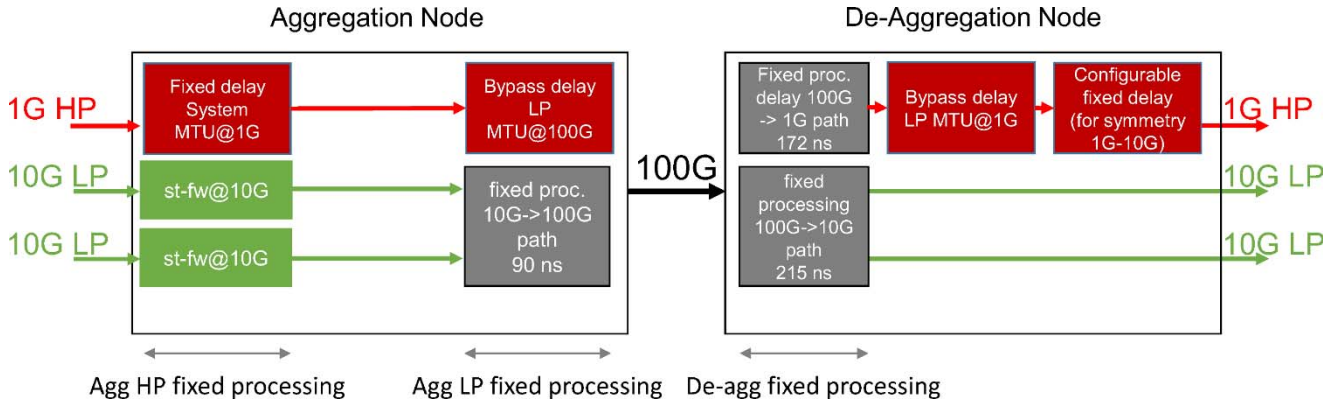 Aggregation Node
De-Aggregation Node
1G HP
10G LP
10G LP
Fixed delay
System
MTU@1G
st-fw@10G
st-fw@10G
Bypass delay
LP
MTU@100G
fixed proc.
10G->100G
path
90 ns
100G
Fixed proc.
delay 100G
-> 1G path
172 ns
fixed
processing
100G->10G
path
215 ns
Bypass delay
LP MTU@1G
Configurable
fixed delay
(for symmetry
1G-10G)
1G HP
10G LP
10G LP
Agg HP fixed processing
Agg LP fixed processing
De-agg fixed processing